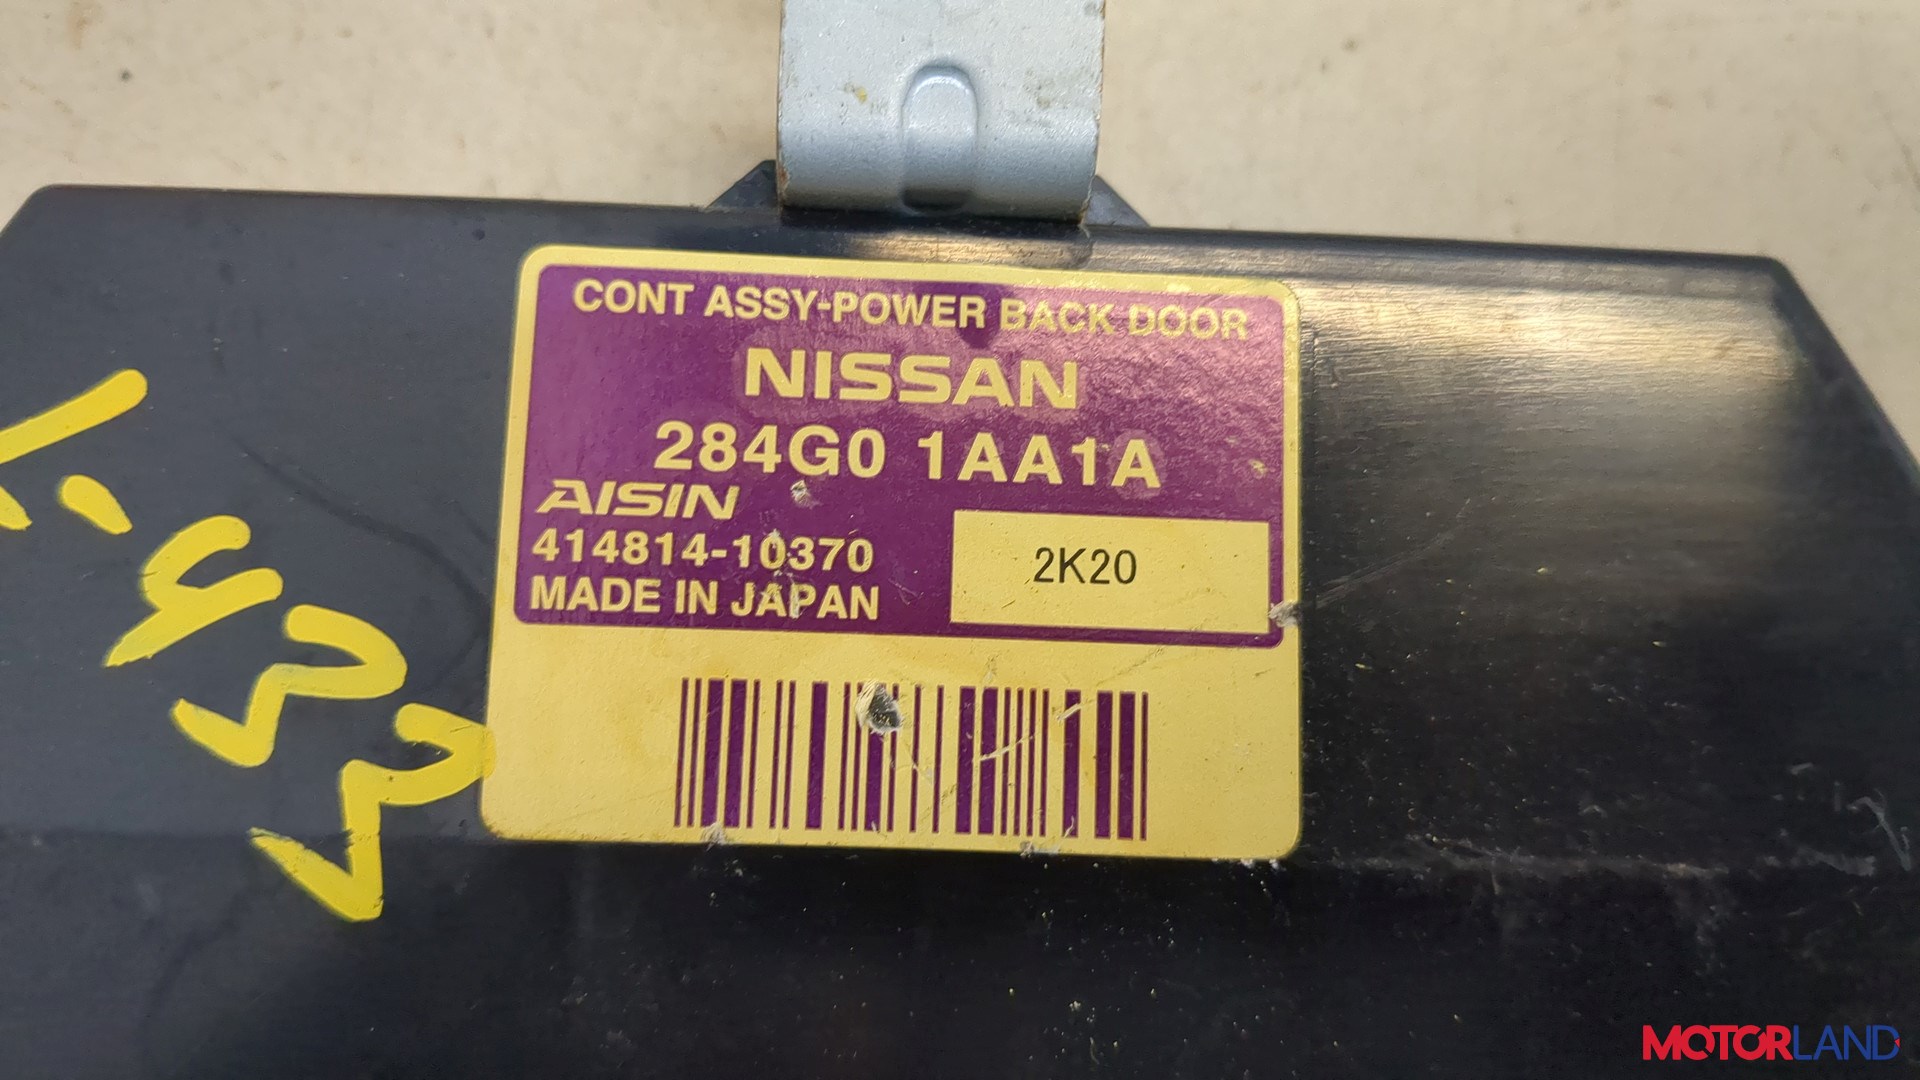 CONT ASSY-POWER BACK DOOR
NISSAN
284G0 1AA1A
AISIN
414814-10370
MADE IN JAPAN
2K20
MOTORLAND